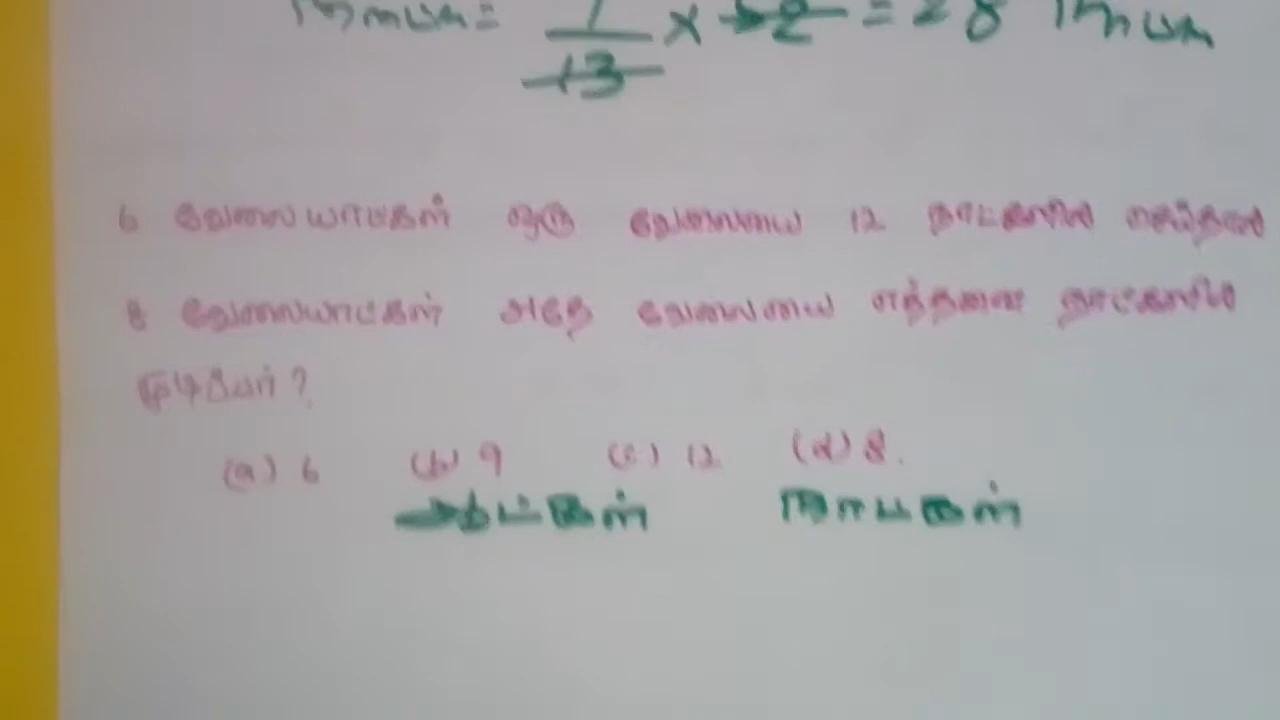 நாட்கள் = 7/13 × 52 = 28 நாட்கள்
6 வேலையாட்கள் ஒரு வேலையை 12 நாட்களில் செய்தால்
8 வேலையாட்கள் அதே வேலையை எத்தனை நாட்களில்
முடிப்பர்?
(a) 6 (b) 9 (c) 12 (d) 8.
ஆட்கள் நாட்கள்